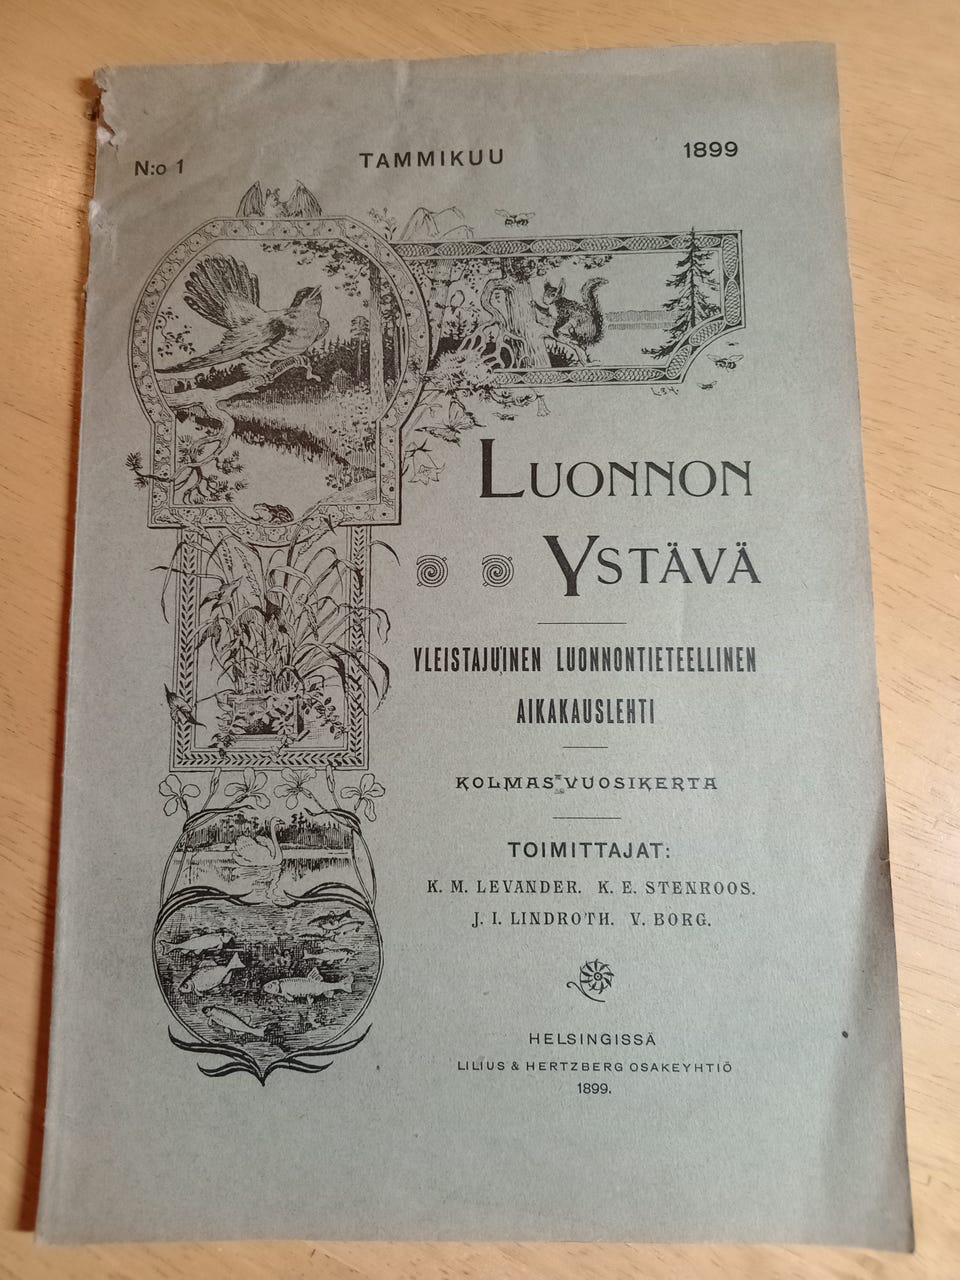 N:o 1 TAMMIKUU 1899
LUONNON
YSTÄVÄ
YLEISTAJUINEN LUONNONTIETEELLINEN
AIKAKAUSLEHTI
KOLMAS VUOSIKERTA
TOIMITTAJAT:
K. M. LEVANDER. K. E. STENROOS.
J. I. LINDROTH. V. BORG.
HELSINGISSÄ
LILIUS & HERTZBERG OSAKEYHTIÖ
1899.